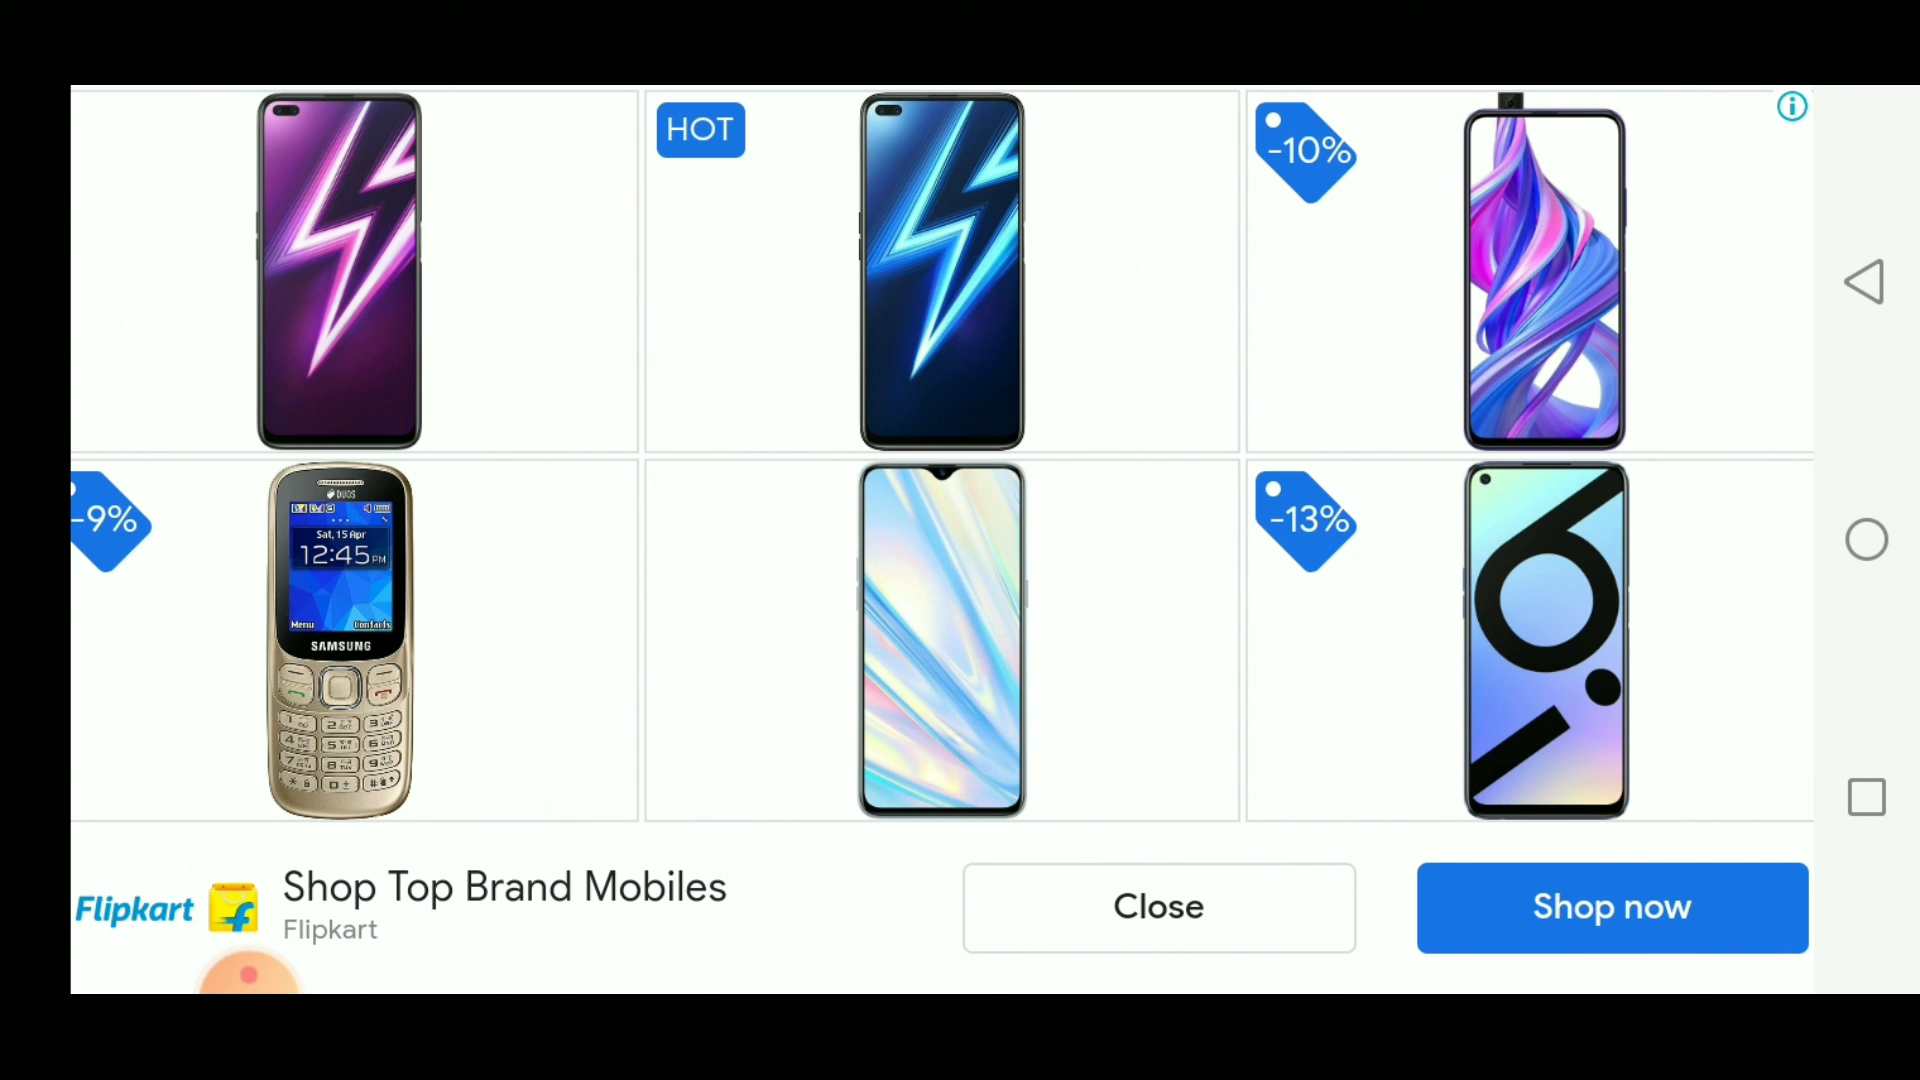 HOT
-10%
-9%
DUOS
Sat, 15 Apr
12:45 PM
Menu Contacts
SAMSUNG
-13%
Flipkart
Shop Top Brand Mobiles
Flipkart
Close
Shop now